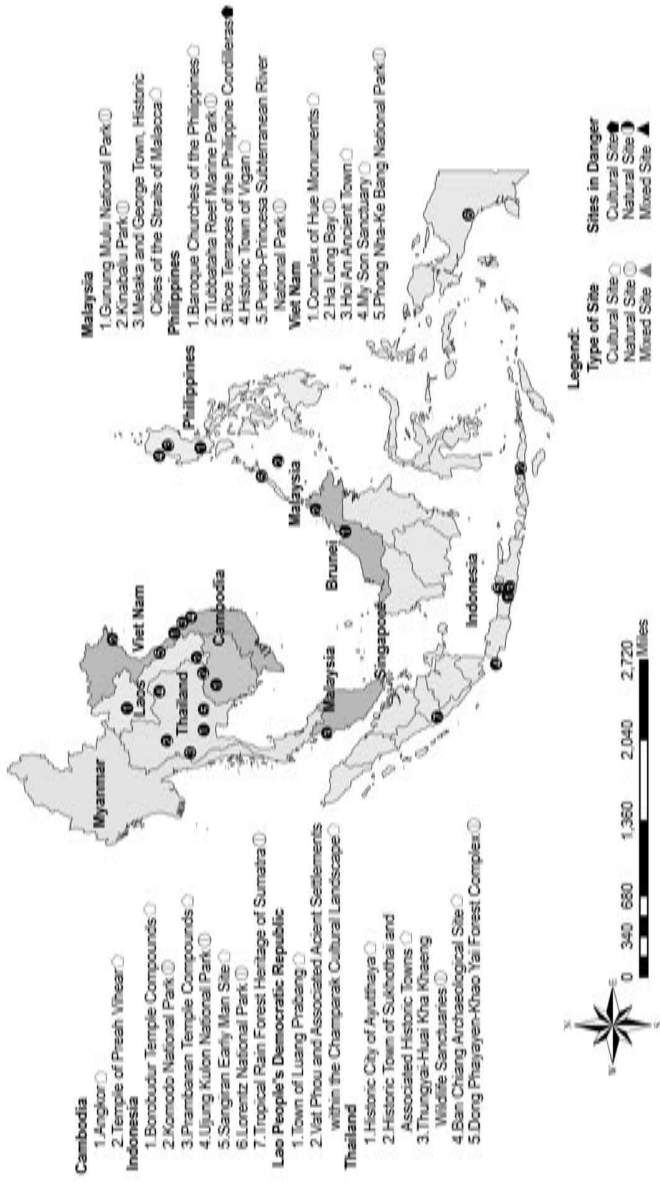 Cambodia
1.Angkor
2.Temple of Preah Vihear
Indonesia
1.Borobudur Temple Compounds
2.Komodo National Park
3.Prambanan Temple Compounds
4.Ujung Kulon National Park
5.Sangiran Early Man Site
6.Lorentz National Park
7.Tropical Rain Forest Heritage of Sumatra
Lao People's Democratic Republic
1.Town of Luang Prabang
2.Vat Phou and Associated Acient Settlements
within the Champasak Cultural Landscape
Thailand
1.Historic City of Ayutthaya
2.Historic Town of Sukhothai and
Associated Historic Towns
3.Thungyai-Huai Kha Khaeng
Wildlife Sanctuaries
4.Ban Chiang Archaeological Site
5.Dong Phayayen-Khao Yai Forest Complex
Myanmar
Laos
Viet Nam
Thailand
Cambodia
Philippines
Malaysia
Brunei
Malaysia
Singapore
Indonesia
Malaysia
1.Gunung Mulu National Park
2.Kinabalu Park
3.Melaka and George Town, Historic
Cities of the Straits of Malacca
Philippines
1.Baroque Churches of the Philippines
2.Tubbataha Reef Marine Park
3.Rice Terraces of the Philippine Cordilleras
4.Historic Town of Vigan
5.Puerto-Princesa Subterranean River
National Park
Viet Nam
1.Complex of Hue Monuments
2.Ha Long Bay
3.Hoi An Ancient Town
4.My Son Sanctuary
5.Phong Nha-Ke Bang National Park
N
W
E
S
0 340 680 1,360 2,040 2,720
Miles
Legend:
Type of Site
Cultural Site
Natural Site
Mixed Site
Sites in Danger
Cultural Site
Natural Site
Mixed Site